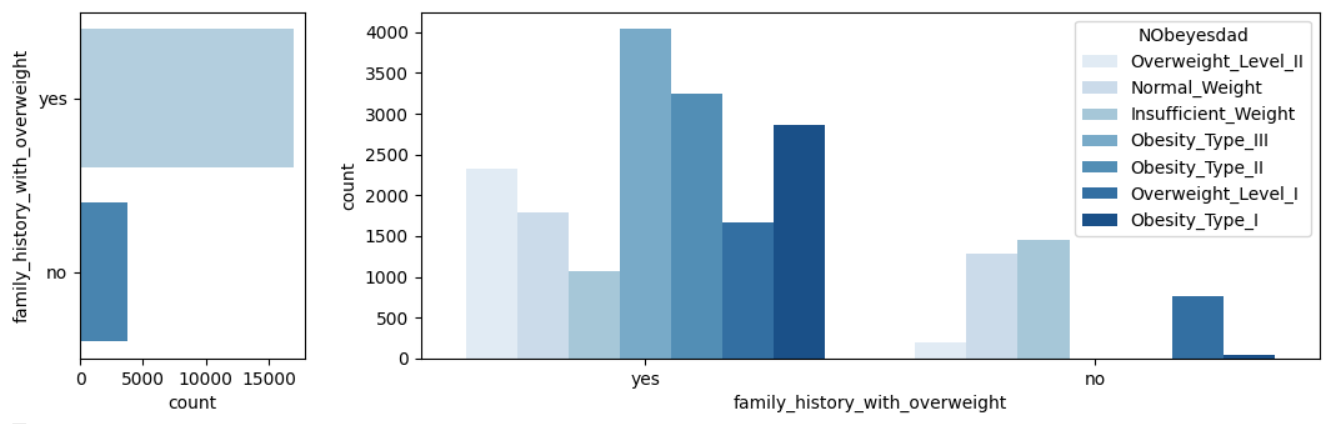 family_history_with_overweight
yes
no
0 5000 10000 15000
count
count
4000
3500
3000
2500
2000
1500
1000
500
0
yes no
family_history_with_overweight
NObeyesdad
Overweight_Level_II
Normal_Weight
Insufficient_Weight
Obesity_Type_III
Obesity_Type_II
Overweight_Level_I
Obesity_Type_I